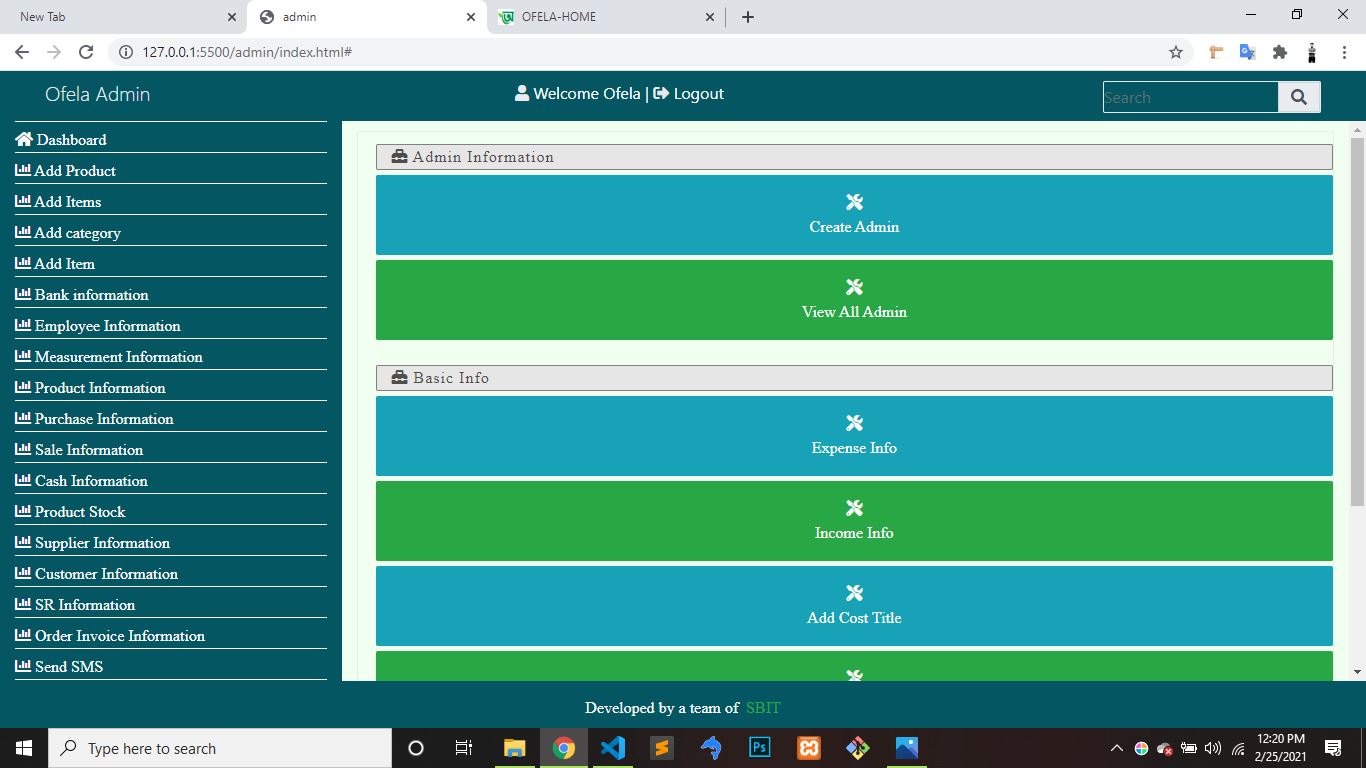 New Tab
admin
OFELA-HOME
127.0.0.1:5500/admin/index.html#
Ofela Admin
Welcome Ofela | Logout
Search
Dashboard
Add Product
Add Items
Add category
Add Item
Bank information
Employee Information
Measurement Information
Product Information
Purchase Information
Sale Information
Cash Information
Product Stock
Supplier Information
Customer Information
SR Information
Order Invoice Information
Send SMS
Admin Information
Create Admin
View All Admin
Basic Info
Expense Info
Income Info
Add Cost Title
Developed by a team of SBIT
Type here to search
Ps
12:20 PM
2/25/2021